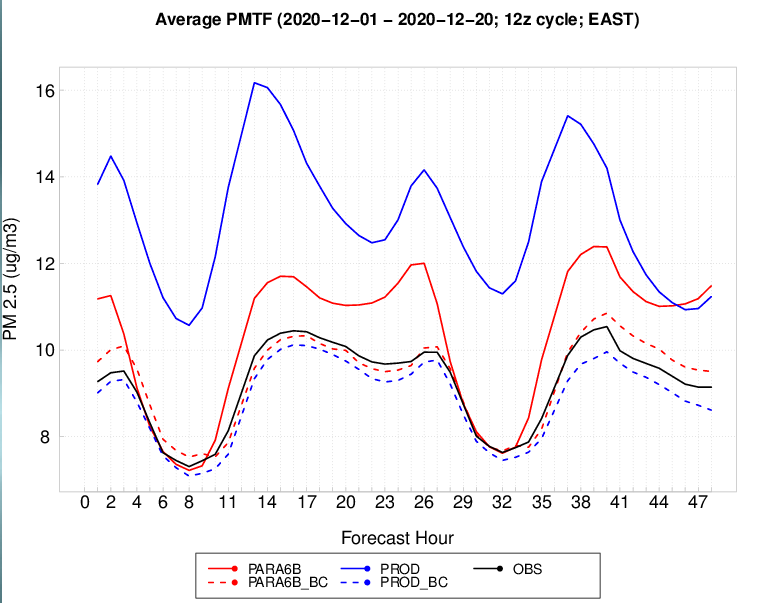 Average PMTF (2020−12−01 − 2020−12−20; 12z cycle; EAST)
PM 2.5 (ug/m3)
16
14
12
10
8
0 2 4 6 8 11 14 17 20 23 26 29 32 35 38 41 44 47
Forecast Hour
PARA6B PROD OBS
PARA6B_BC PROD_BC